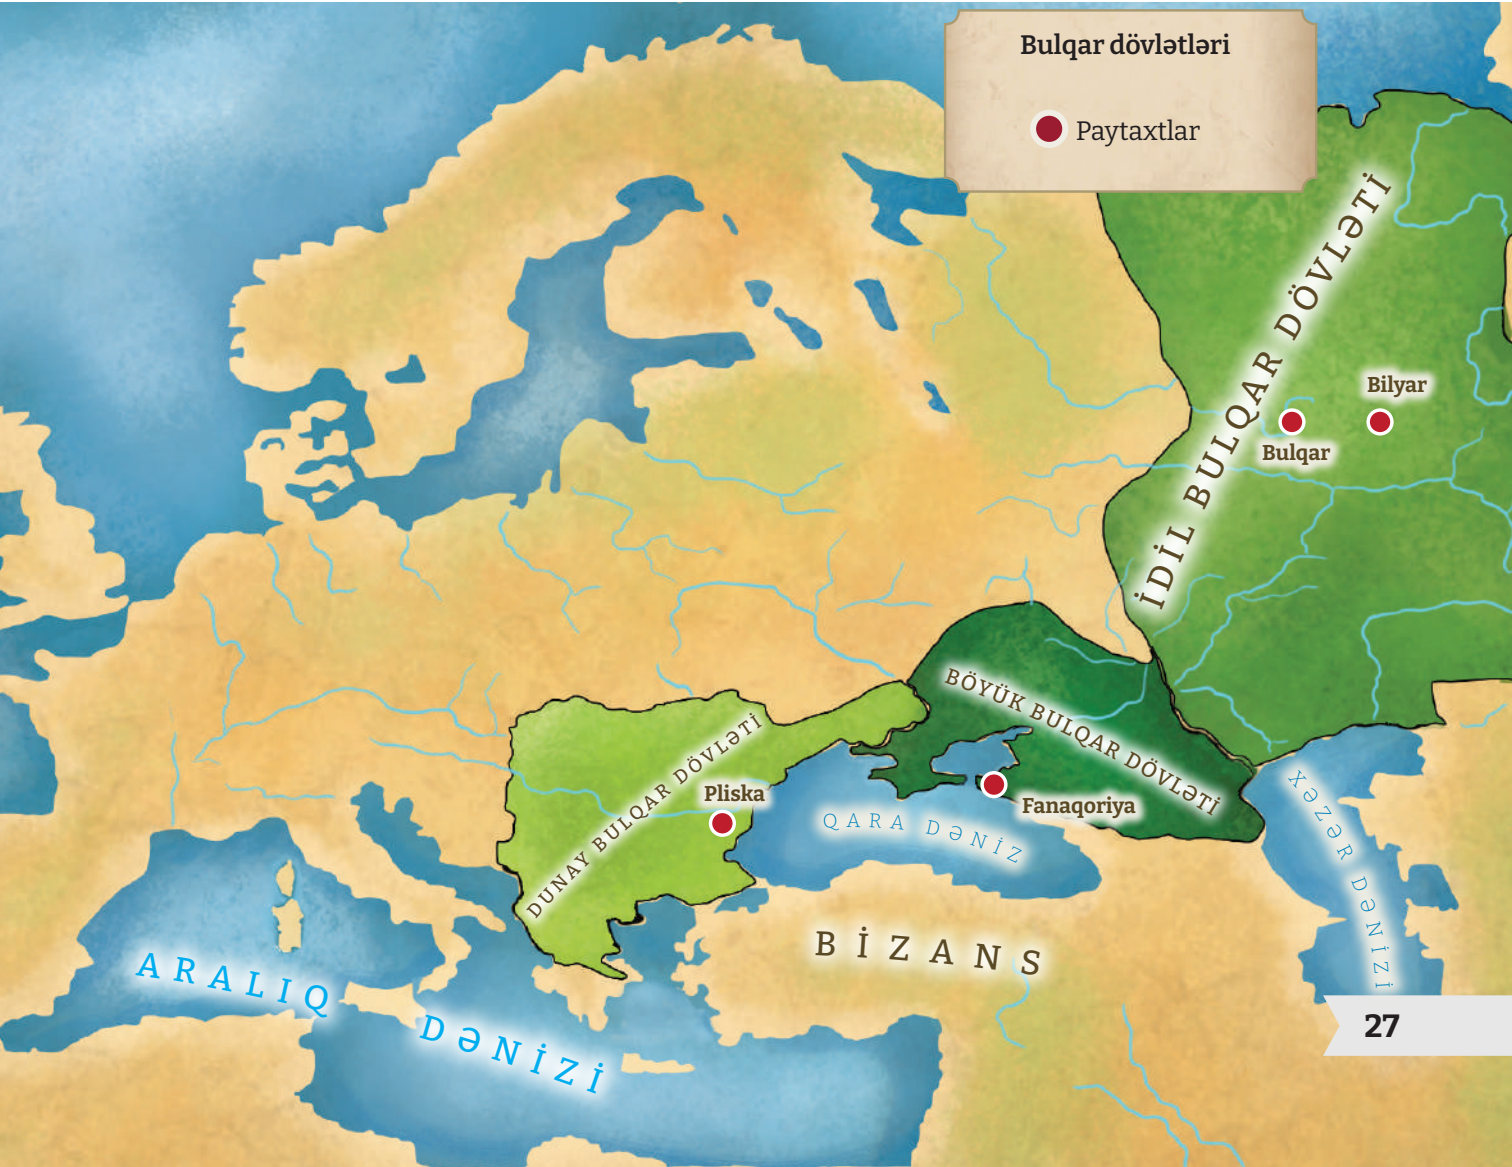 Bulqar dövlətləri
Paytaxtlar
İDİL BULQAR DÖVLƏTİ
Bilyar
Bulqar
BÖYÜK BULQAR DÖVLƏTİ
Fanaqoriya
DUNAY BULQAR DÖVLƏTİ
Pliska
QARA DƏNİZ
XƏZƏR DƏNİZİ
BİZANS
ARALIQ
DƏNİZİ
27